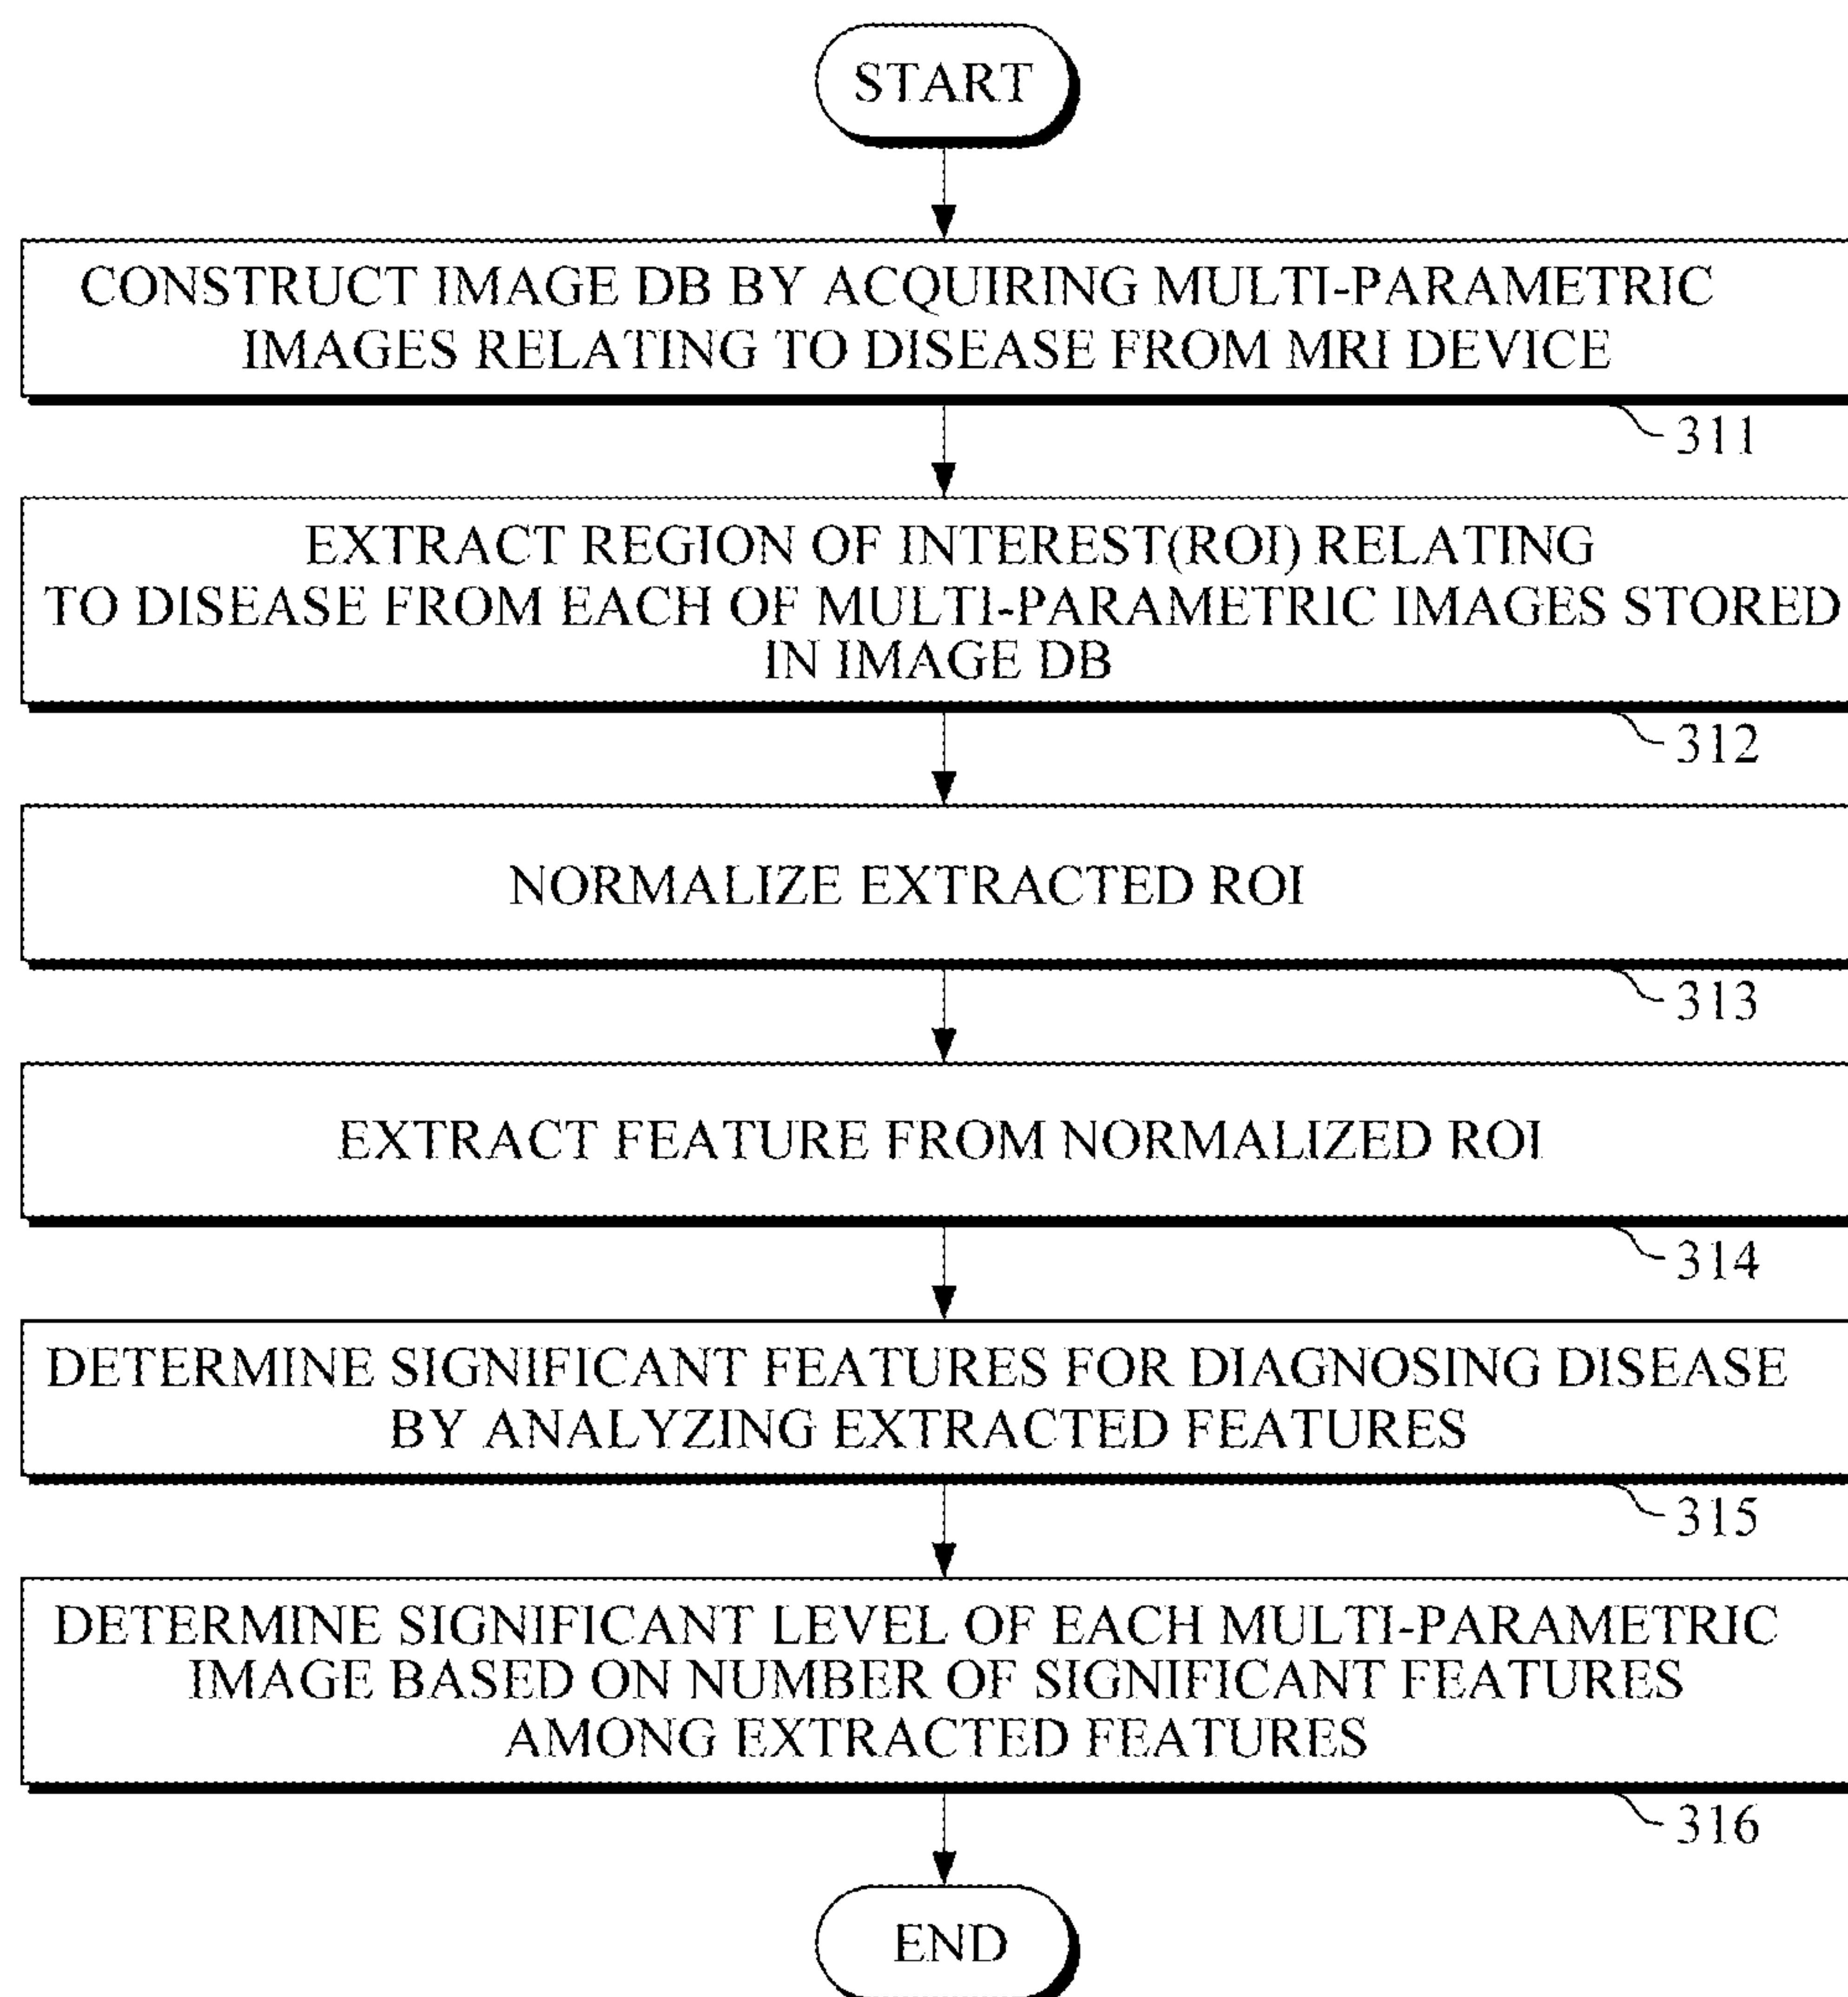 START
CONSTRUCT IMAGE DB BY ACQUIRING MULTI-PARAMETRIC
IMAGES RELATING TO DISEASE FROM MRI DEVICE
311
EXTRACT REGION OF INTEREST(ROI) RELATING
TO DISEASE FROM EACH OF MULTI-PARAMETRIC IMAGES STORED
IN IMAGE DB
312
NORMALIZE EXTRACTED ROI
313
EXTRACT FEATURE FROM NORMALIZED ROI
314
DETERMINE SIGNIFICANT FEATURES FOR DIAGNOSING DISEASE
BY ANALYZING EXTRACTED FEATURES
315
DETERMINE SIGNIFICANT LEVEL OF EACH MULTI-PARAMETRIC
IMAGE BASED ON NUMBER OF SIGNIFICANT FEATURES
AMONG EXTRACTED FEATURES
316
END